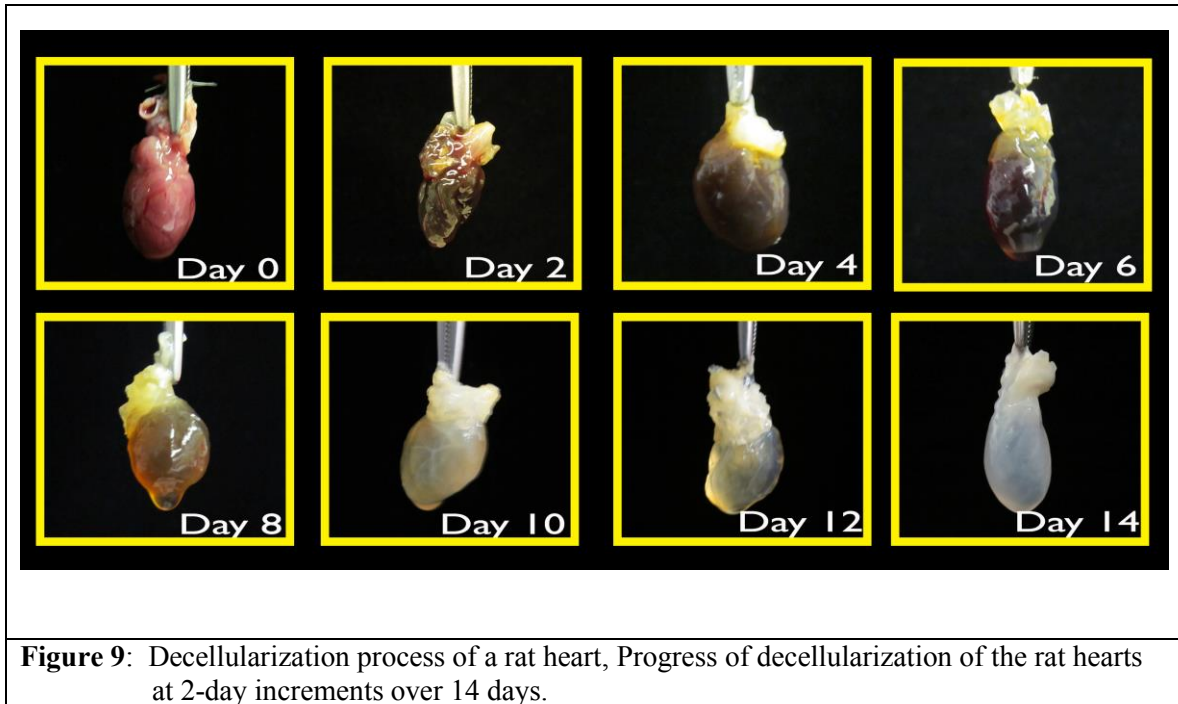 Day 0
Day 2
Day 4
Day 6
Day 8
Day 10
Day 12
Day 14
Figure 9: Decellularization process of a rat heart, Progress of decellularization of the rat hearts
at 2-day increments over 14 days.